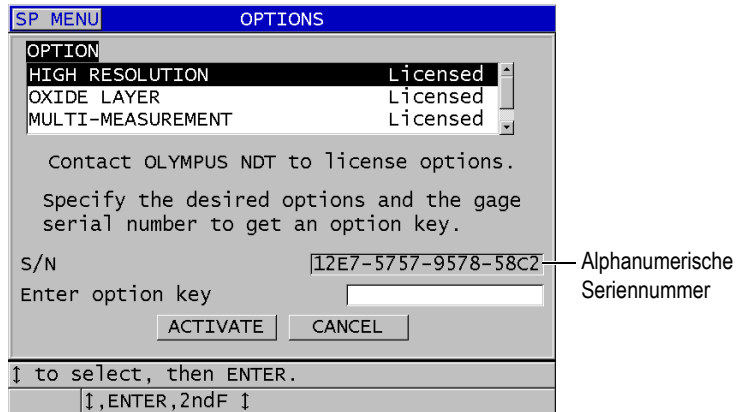 SP MENU OPTIONS
OPTION
HIGH RESOLUTION Licensed
OXIDE LAYER Licensed
MULTI-MEASUREMENT Licensed
Contact OLYMPUS NDT to license options.
Specify the desired options and the gage
serial number to get an option key.
S/N 12E7-5757-9578-58C2
Alphanumerische
Seriennummer
Enter option key
ACTIVATE CANCEL
↕ to select, then ENTER.
↕,ENTER,2ndF ↕